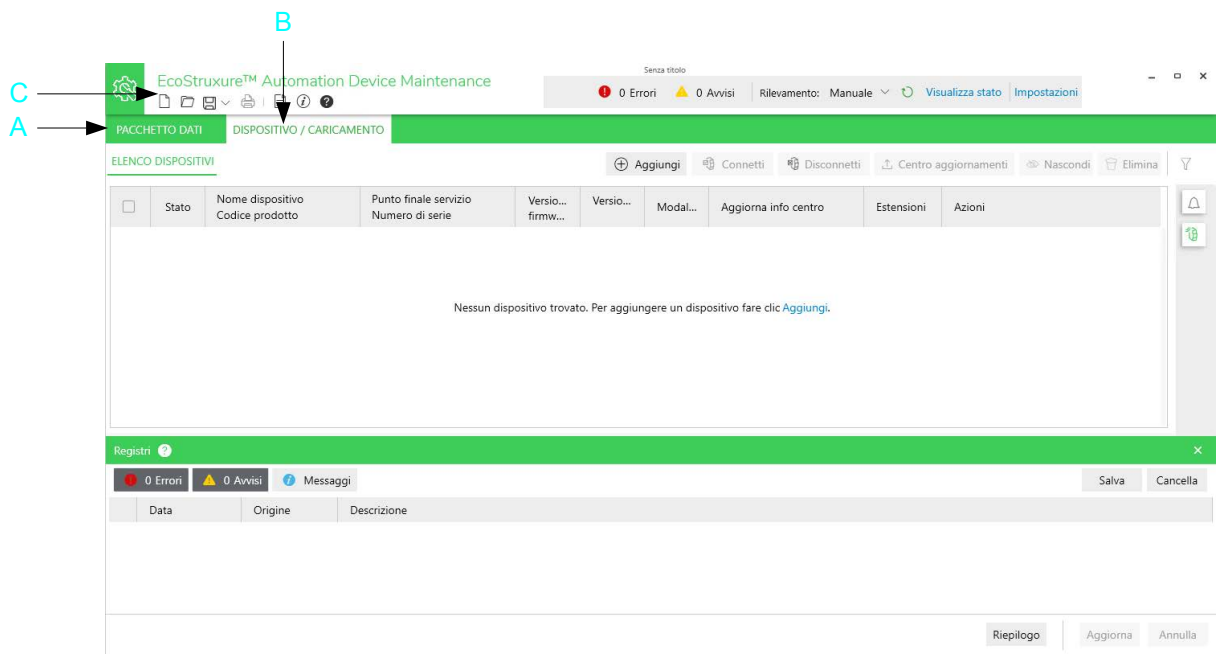 B
Senza titolo
EcoStruxure™ Automation Device Maintenance
0 Errori 0 Avvisi Rilevamento: Manuale Visualizza stato Impostazioni
C
A
PACCHETTO DATI DISPOSITIVO / CARICAMENTO
ELENCO DISPOSITIVI
Aggiungi Connetti Disconnetti Centro aggiornamenti Nascondi Elimina
Stato Nome dispositivo Punto finale servizio Versio... Versio... Modal... Aggiorna info centro Estensioni Azioni
Codice prodotto Numero di serie firmw...
Nessun dispositivo trovato. Per aggiungere un dispositivo fare clic Aggiungi.
Registri ?
0 Errori 0 Avvisi Messaggi Salva Cancella
Data Origine Descrizione
Riepilogo Aggiorna Annulla